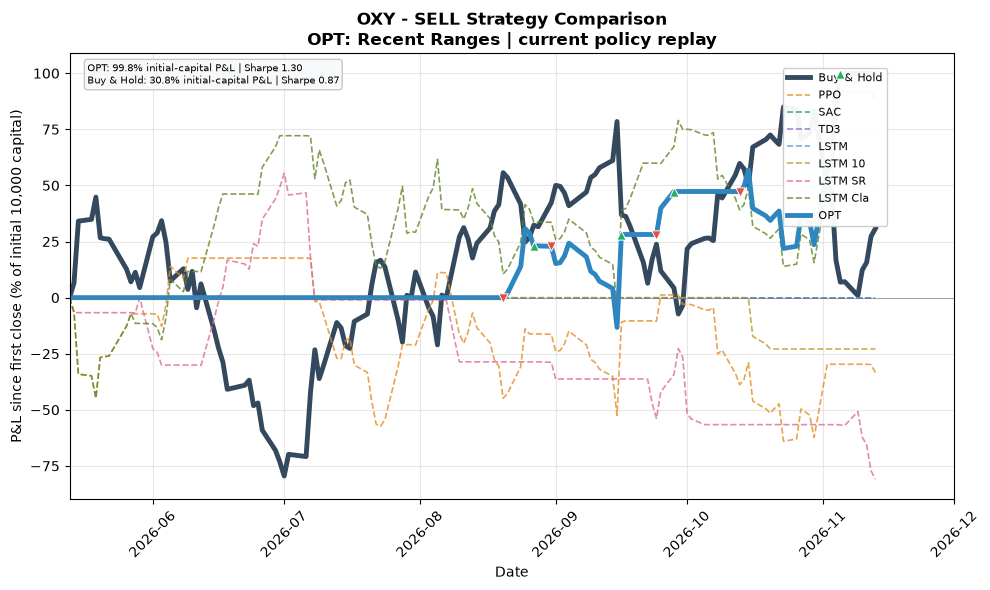 OXY - SELL Strategy Comparison
OPT: Recent Ranges | current policy replay
OPT: 99.8% initial-capital P&L | Sharpe 1.30
Buy & Hold: 30.8% initial-capital P&L | Sharpe 0.87
Buy & Hold
PPO
SAC
TD3
LSTM
LSTM 10
LSTM SR
LSTM Cla
OPT
P&L since first close (% of initial 10,000 capital)
100
75
50
25
0
−25
−50
−75
2026-06
2026-07
2026-08
2026-09
2026-10
2026-11
2026-12
Date